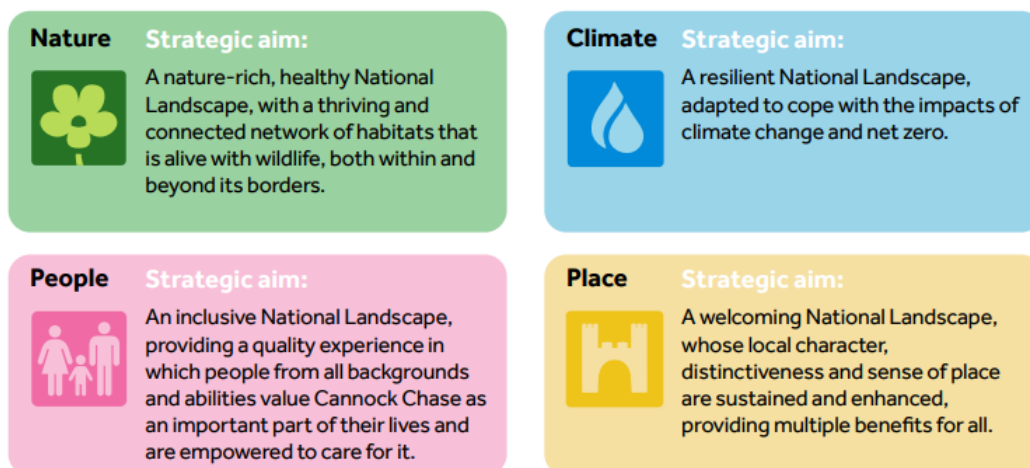 Nature Strategic aim:
A nature-rich, healthy National
Landscape, with a thriving and
connected network of habitats that
is alive with wildlife, both within and
beyond its borders.
Climate Strategic aim:
A resilient National Landscape,
adapted to cope with the impacts of
climate change and net zero.
People Strategic aim:
An inclusive National Landscape,
providing a quality experience in
which people from all backgrounds
and abilities value Cannock Chase as
an important part of their lives and
are empowered to care for it.
Place Strategic aim:
A welcoming National Landscape,
whose local character,
distinctiveness and sense of place
are sustained and enhanced,
providing multiple benefits for all.